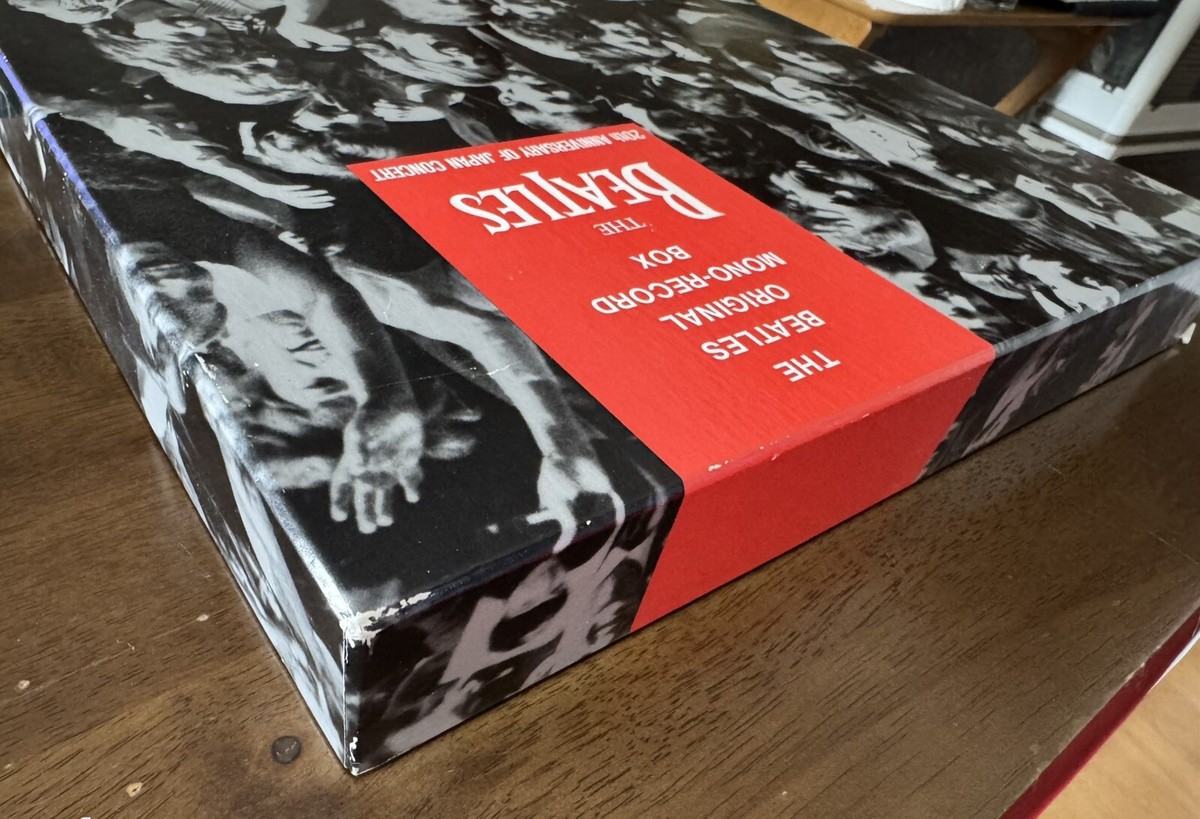 THE
BEATLES
ORIGINAL
MONO-RECORD
BOX
THE
BEATLES
"20th ANNIVERSARY OF JAPAN CONCERT